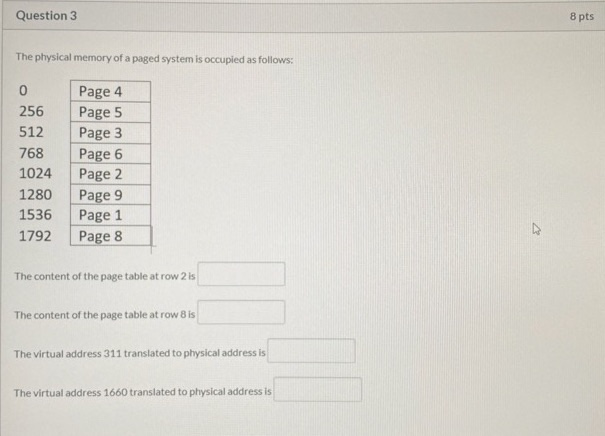 Question 3 8 pts
The physical memory of a paged system is occupied as follows:
0 Page 4
256 Page 5
512 Page 3
768 Page 6
1024 Page 2
1280 Page 9
1536 Page 1
1792 Page 8
The content of the page table at row 2 is
The content of the page table at row 8 is
The virtual address 311 translated to physical address is
The virtual address 1660 translated to physical address is